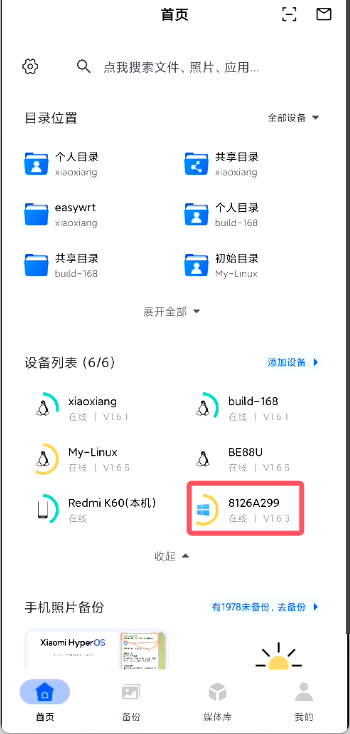 首页
点我搜索文件、照片、应用...
目录位置
全部设备
个人目录
xiaoxiang
共享目录
xiaoxiang
easywrt
xiaoxiang
个人目录
build-168
共享目录
build-168
初始目录
My-Linux
展开全部
设备列表 (6/6)
添加设备
xiaoxiang
在线 | V1.6.1
build-168
在线 | V1.6.1
My-Linux
在线 | V1.6.5
BE88U
在线 | V1.6.5
Redmi K60(本机)
在线
8126A299
在线 | V1.6.3
收起
手机照片备份
有1978未备份，去备份
Xiaomi HyperOS
首页
备份
媒体库
我的